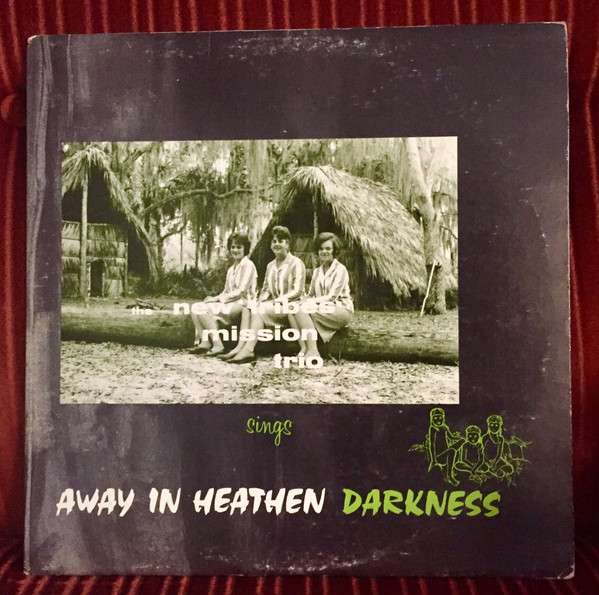 the new tribes
mission
trio
sings
AWAY IN HEATHEN DARKNESS